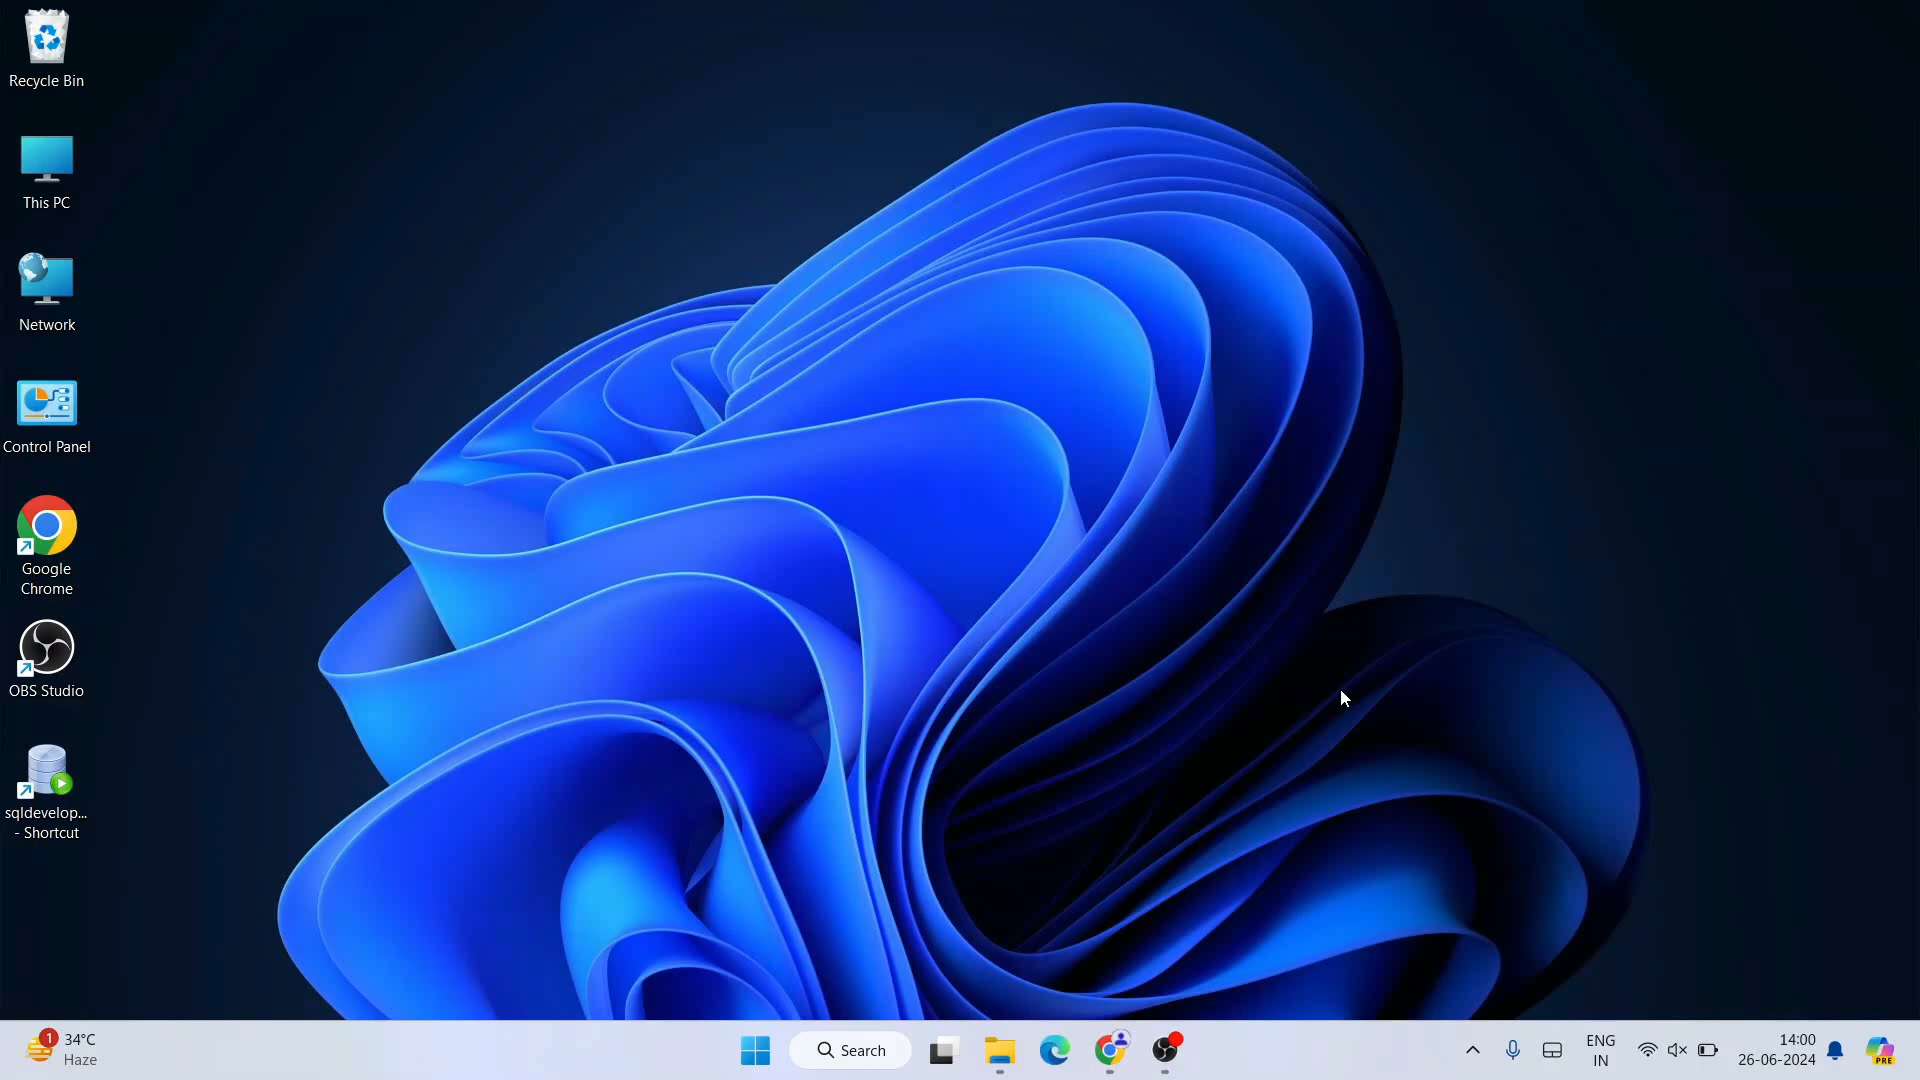 Recycle Bin
This PC
Network
Control Panel
Google
Chrome
OBS Studio
sqldevelop...
- Shortcut
1
34°C
Haze
Search
ENG
IN
14:00
26-06-2024
PRE